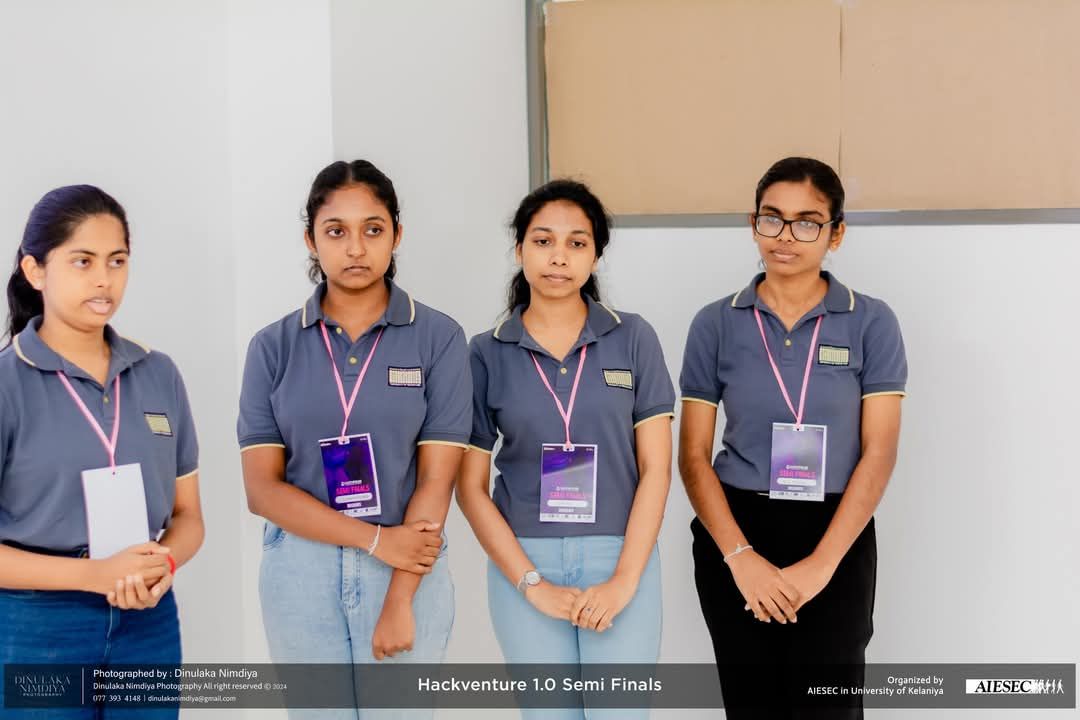 SEMI FINALS
SEMI FINALS
SEMI FINALS
DINULAKA
NIMDIYA
PHOTOGRAPHY
Photographed by : Dinulaka Nimdiya
Dinulaka Nimdiya Photography All right reserved © 2024
077 393 4148 | dinulakanimdiya@gmail.com
Hackventure 1.0 Semi Finals
Organized by
AIESEC in University of Kelaniya
AIESEC